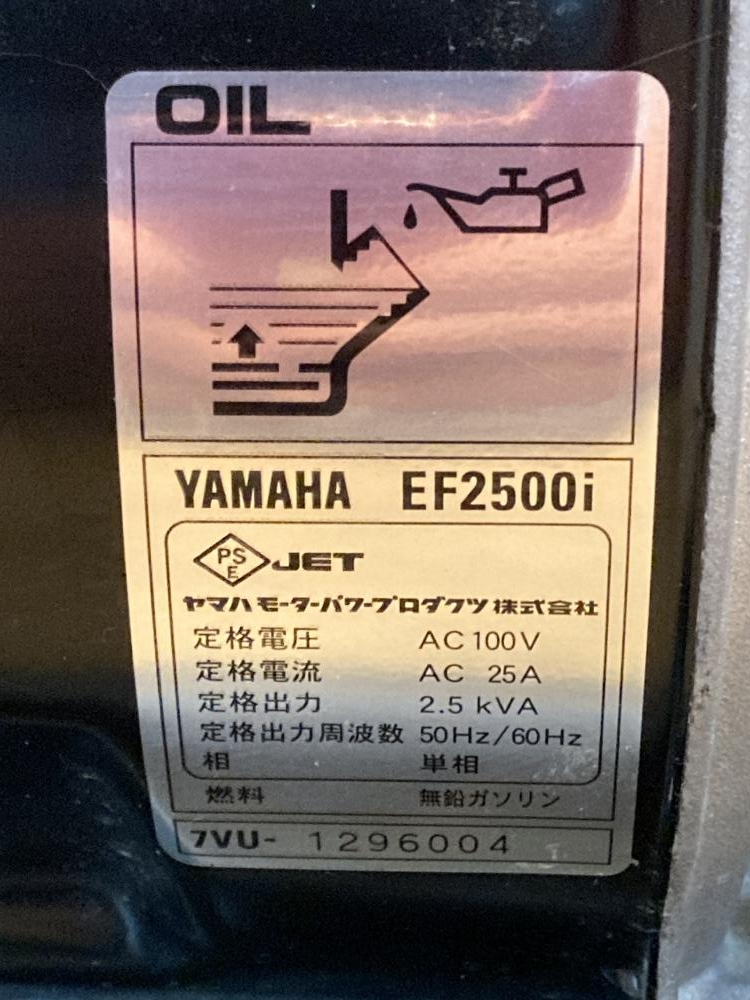 OIL
YAMAHA EF2500i
PS
E
JET
ヤマハモーターパワープロダクツ株式会社
定格電圧 AC100V
定格電流 AC 25A
定格出力 2.5 kVA
定格出力周波数 50Hz/60Hz
相 単相
燃料 無鉛ガソリン
7VU- 1296004